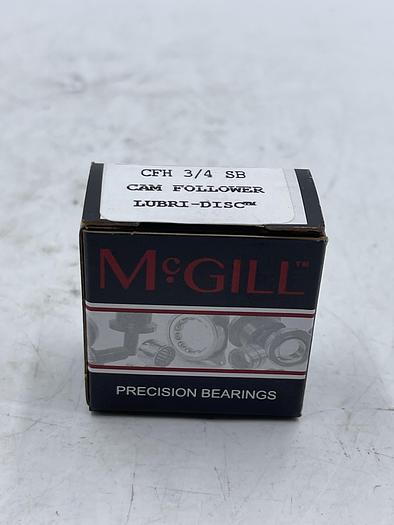 CFH 3/4 SB
CAM FOLLOWER
LUBRI-DISC™
McGILL™
PRECISION BEARINGS